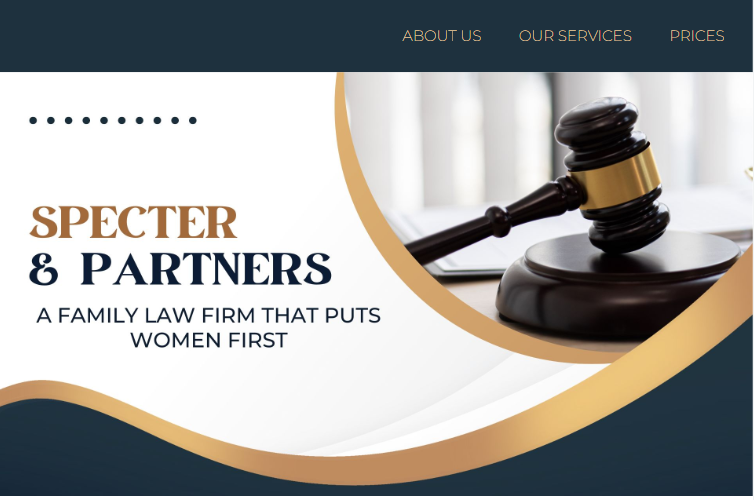 ABOUT US
OUR SERVICES
PRICES
SPECTER
& PARTNERS
A FAMILY LAW FIRM THAT PUTS
WOMEN FIRST